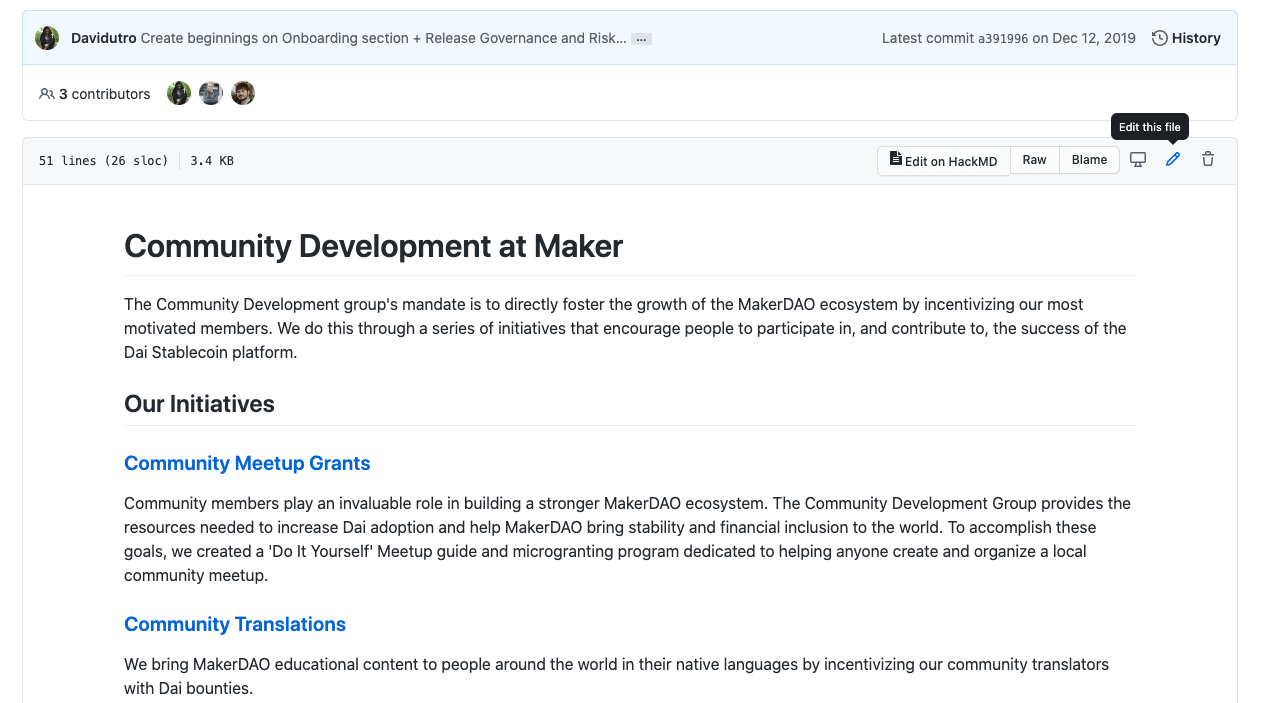 Davidutro Create beginnings on Onboarding section + Release Governance and Risk... ... Latest commit a391996 on Dec 12, 2019 History
3 contributors
Edit this file
51 lines (26 sloc) 3.4 KB Edit on HackMD Raw Blame
Community Development at Maker
The Community Development group's mandate is to directly foster the growth of the MakerDAO ecosystem by incentivizing our most
motivated members. We do this through a series of initiatives that encourage people to participate in, and contribute to, the success of the
Dai Stablecoin platform.
Our Initiatives
Community Meetup Grants
Community members play an invaluable role in building a stronger MakerDAO ecosystem. The Community Development Group provides the
resources needed to increase Dai adoption and help MakerDAO bring stability and financial inclusion to the world. To accomplish these
goals, we created a 'Do It Yourself' Meetup guide and microgranting program dedicated to helping anyone create and organize a local
community meetup.
Community Translations
We bring MakerDAO educational content to people around the world in their native languages by incentivizing our community translators
with Dai bounties.